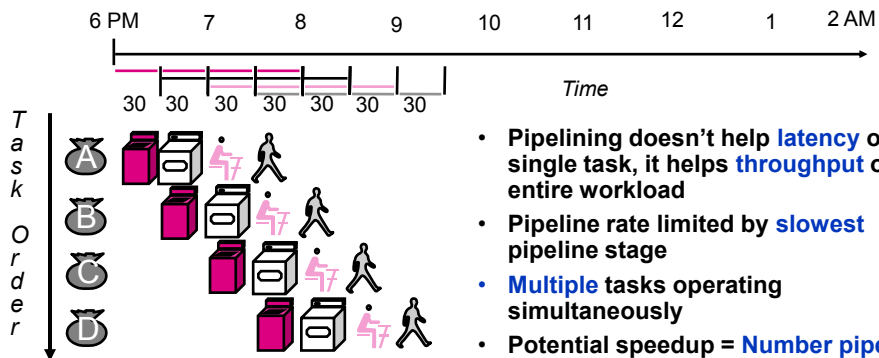 6 PM 7 8 9 10 11 12 1 2 AM
Time
30 30 30 30 30 30 30
Task Order
A
B
C
D
• Pipelining doesn't help latency o
single task, it helps throughput o
entire workload
• Pipeline rate limited by slowest
pipeline stage
• Multiple tasks operating
simultaneously
• Potential speedup = Number pipe